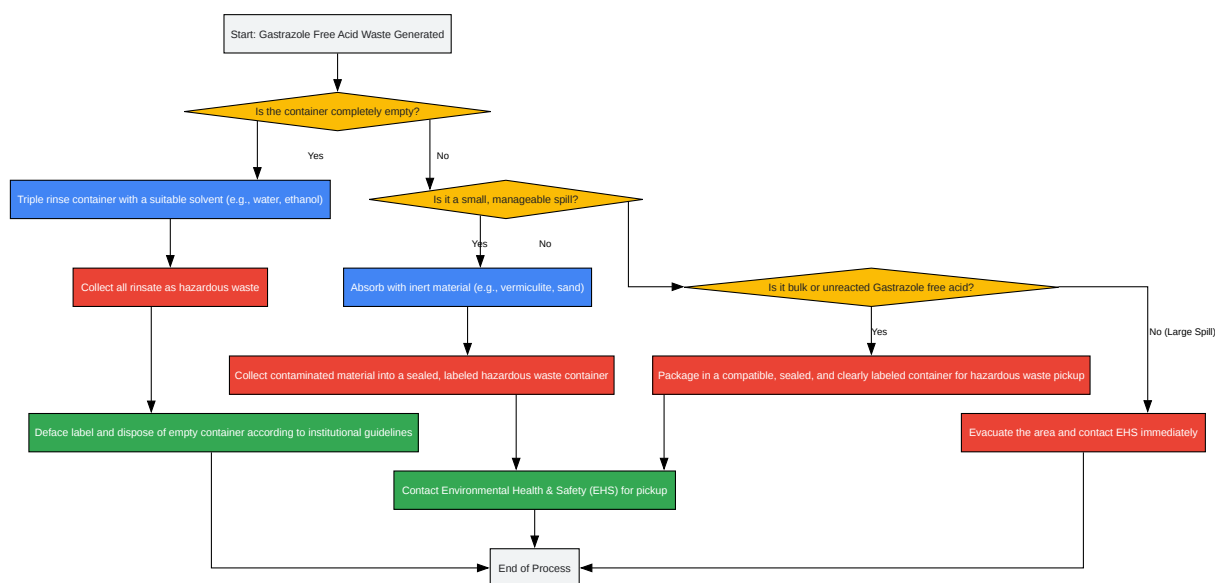 Start: Gastrazole Free Acid Waste Generated
Is the container completely empty?
Yes
No
Triple rinse container with a suitable solvent (e.g., water, ethanol)
Is it a small, manageable spill?
Yes
No
Collect all rinsate as hazardous waste
Absorb with inert material (e.g., vermiculite, sand)
Is it bulk or unreacted Gastrazole free acid?
Yes
No (Large Spill)
Collect contaminated material into a sealed, labeled hazardous waste container
Package in a compatible, sealed, and clearly labeled container for hazardous waste pickup
Deface label and dispose of empty container according to institutional guidelines
Evacuate the area and contact EHS immediately
Contact Environmental Health & Safety (EHS) for pickup
End of Process